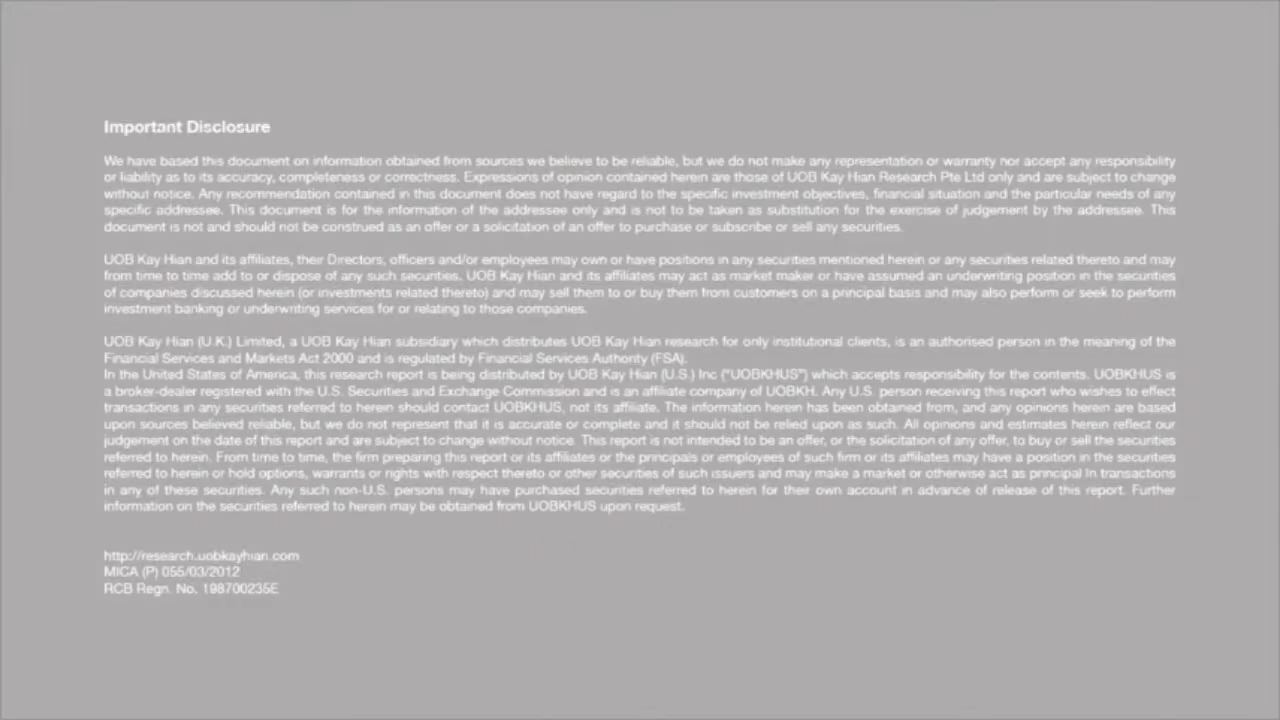 Important Disclosure
We have based this document on information obtained from sources we believe to be reliable, but we do not make any representation or warranty nor accept any responsibility
or liability as to its accuracy, completeness or correctness. Expressions of opinion contained herein are those of UOB Kay Hian Research Pte Ltd only and are subject to change
without notice. Any recommendation contained in this document does not have regard to the specific investment objectives, financial situation and the particular needs of any
specific addressee. This document is for the information of the addressee only and is not to be taken as substitution for the exercise of judgement by the addressee. This
document is not and should not be construed as an offer or a solicitation of an offer to purchase or subscribe or sell any securities.
UOB Kay Hian and its affiliates, their Directors, officers and/or employees may own or have positions in any securities mentioned herein or any securities related thereto and may
from time to time add to or dispose of any such securities. UOB Kay Hian and its affiliates may act as market maker or have assumed an underwriting position in the securities
of companies discussed herein (or investments related thereto) and may sell them to or buy them from customers on a principal basis and may also perform or seek to perform
investment banking or underwriting services for or relating to those companies.
UOB Kay Hian (U.K.) Limited, a UOB Kay Hian subsidiary which distributes UOB Kay Hian research for only institutional clients, is an authorised person in the meaning of the
Financial Services and Markets Act 2000 and is regulated by Financial Services Authority (FSA).
In the United States of America, this research report is being distributed by UOB Kay Hian (U.S.) Inc ("UOBKHUS") which accepts responsibility for the contents. UOBKHUS is
a broker-dealer registered with the U.S. Securities and Exchange Commission and is an affiliate company of UOBKH. Any U.S. person receiving this report who wishes to effect
transactions in any securities referred to herein should contact UOBKHUS, not its affiliate. The information herein has been obtained from, and any opinions herein are based
upon sources believed reliable, but we do not represent that it is accurate or complete and it should not be relied upon as such. All opinions and estimates herein reflect our
judgement on the date of this report and are subject to change without notice. This report is not intended to be an offer, or the solicitation of any offer, to buy or sell the securities
referred to herein. From time to time, the firm preparing this report or its affiliates or the principals or employees of such firm or its affiliates may have a position in the securities
referred to herein or hold options, warrants or rights with respect thereto or other securities of such issuers and may make a market or otherwise act as principal In transactions
in any of these securities. Any such non-U.S. persons may have purchased securities referred to herein for their own account in advance of release of this report. Further
information on the securities referred to herein may be obtained from UOBKHUS upon request.
http://research.uobkayhian.com
MICA (P) 055/03/2012
RCB Regn. No. 198700235E